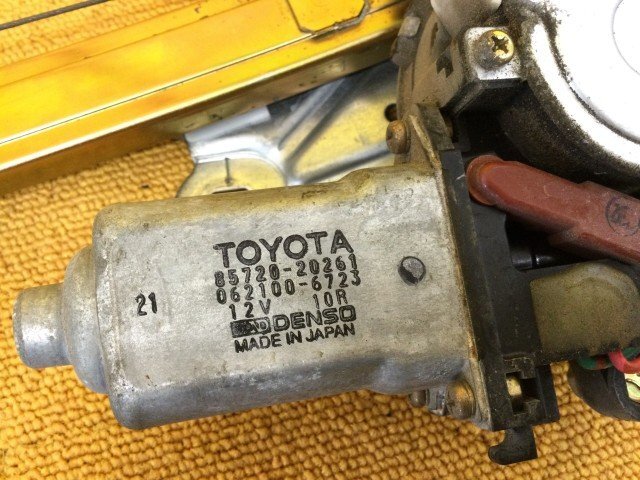 TOYOTA
85720-20261
062100-6723
12V 10R
DENSO
MADE IN JAPAN
21